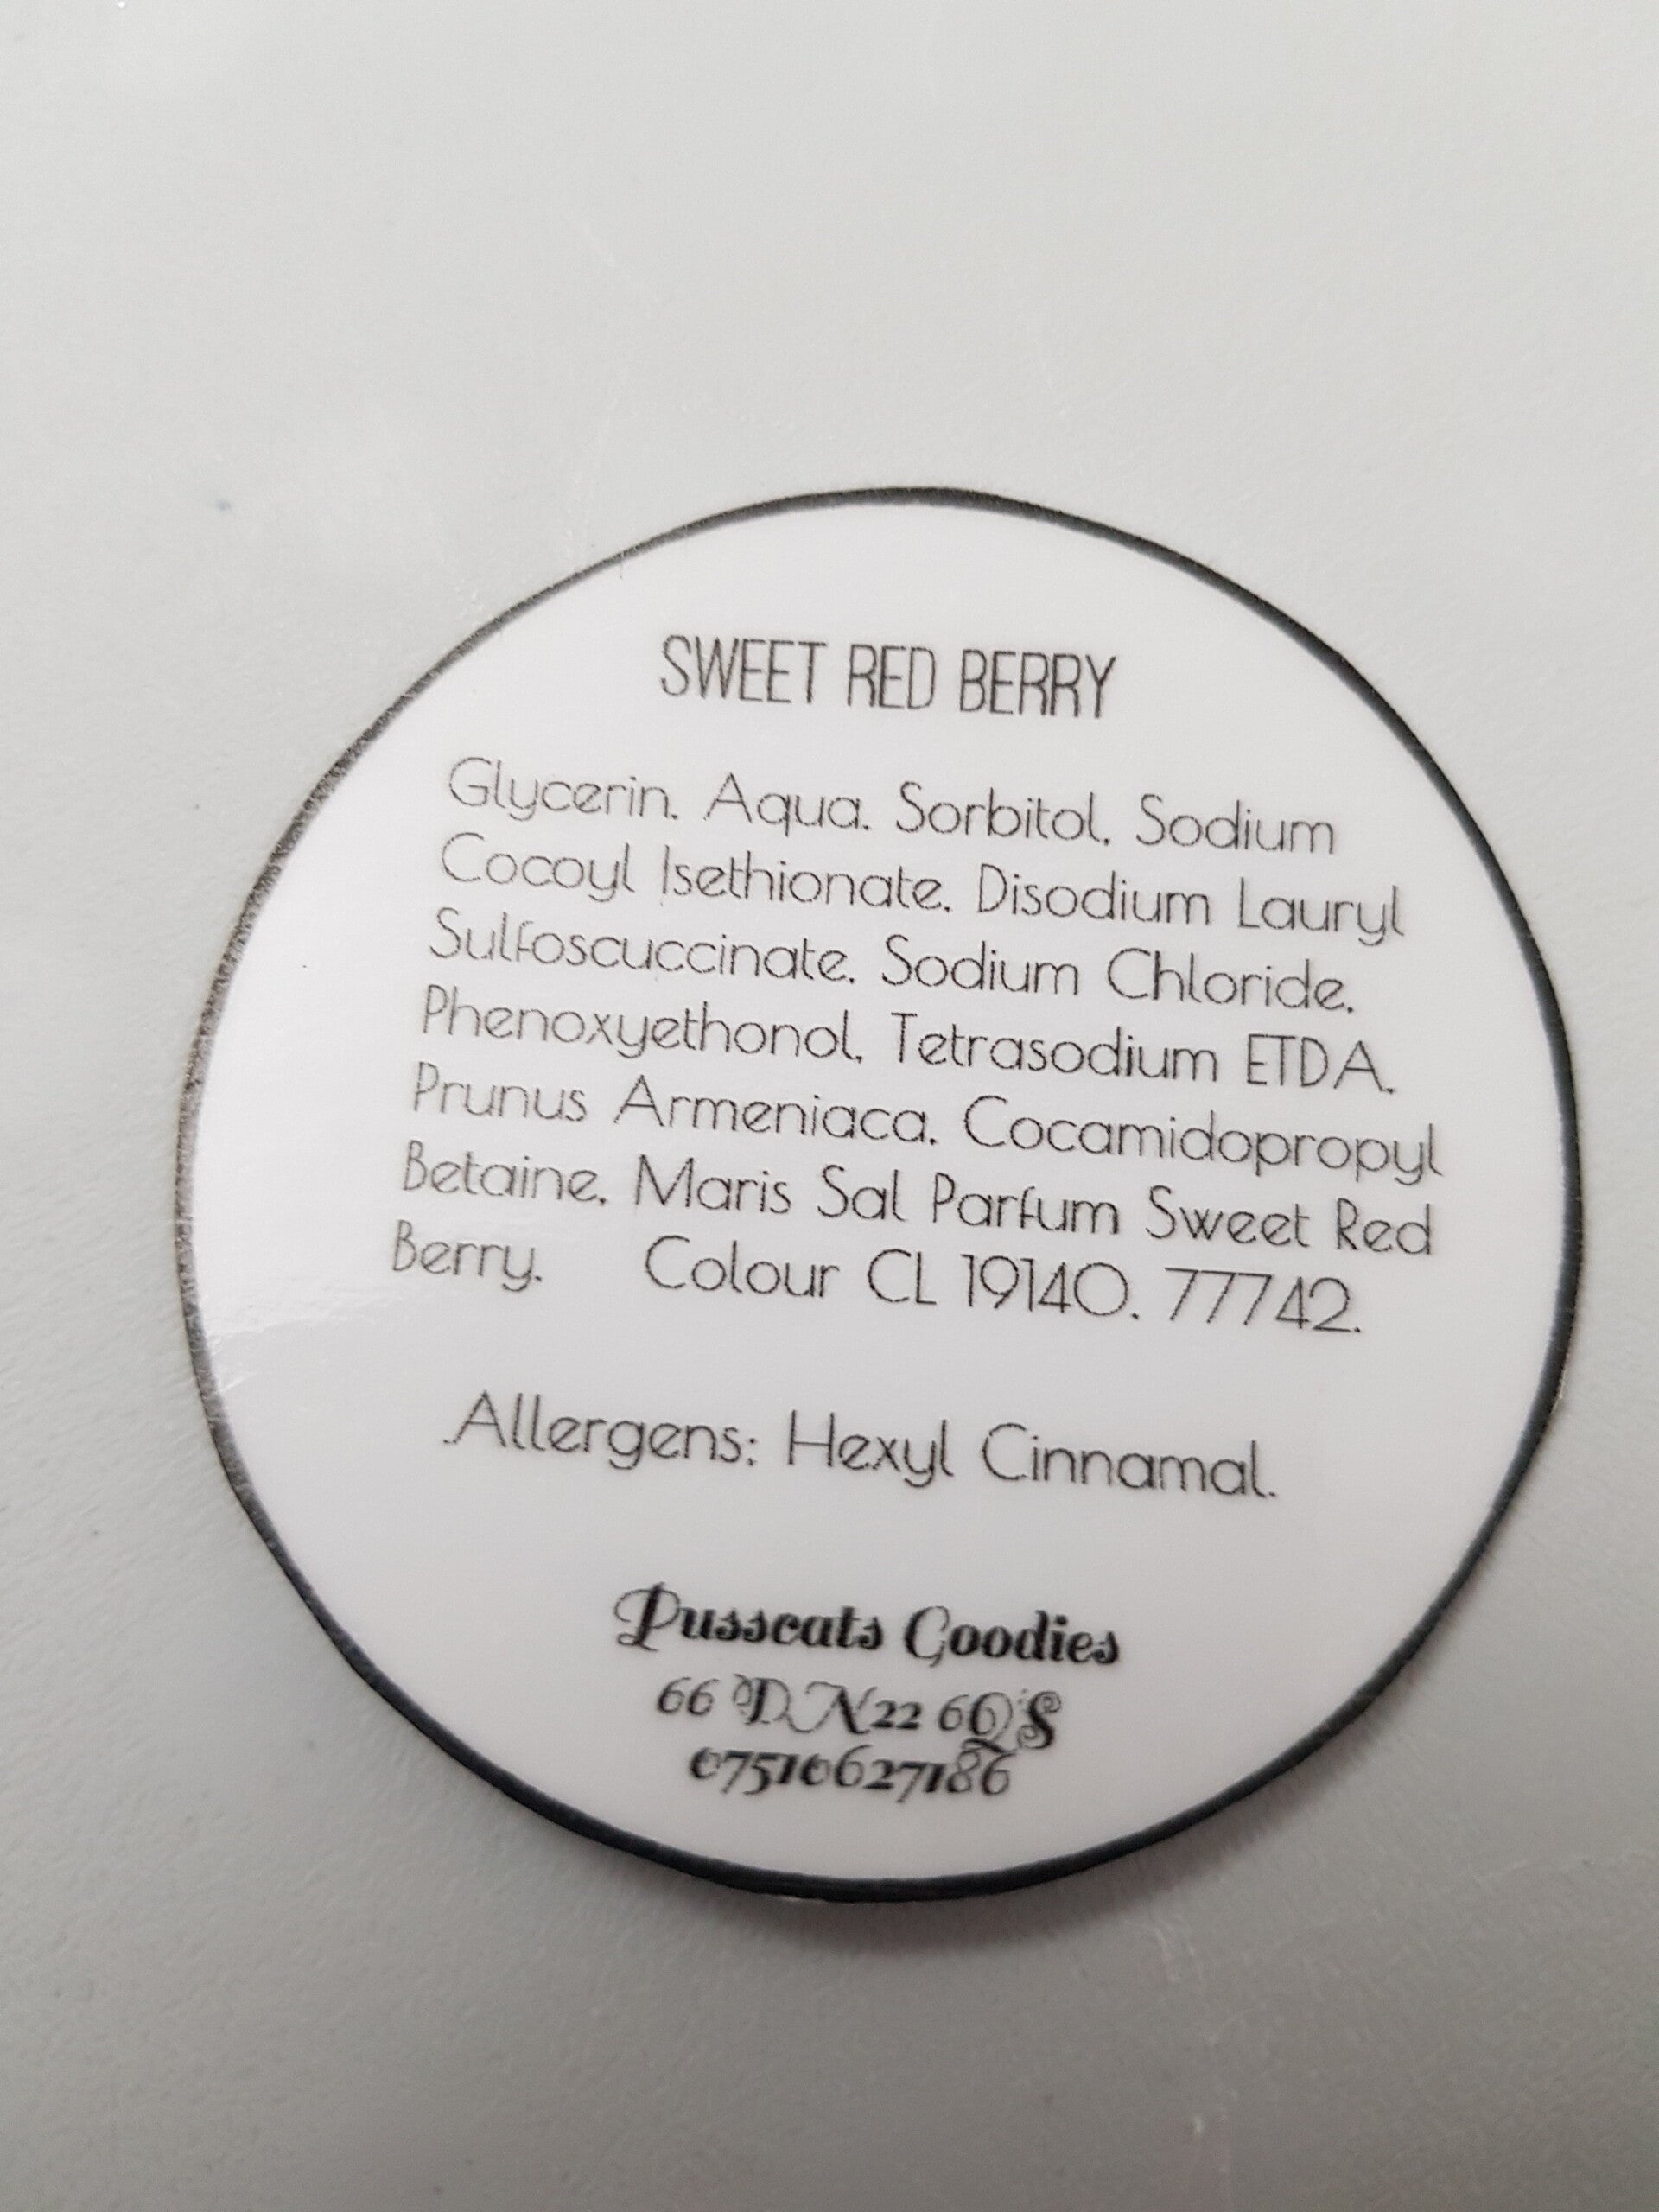 SWEET RED BERRY
Glycerin. Aqua. Sorbitol. Sodium
Cocoyl Isethionate. Disodium Lauryl
Sulfoscuccinate. Sodium Chloride.
Phenoxyethonol. Tetrasodium ETDA.
Prunus Armeniaca. Cocamidopropyl
Betaine. Maris Sal Parfum Sweet Red
Berry. Colour CL 19140. 77742.
Allergens: Hexyl Cinnamal.
Pusscats Goodies
66 DN22 6QS
07510627186